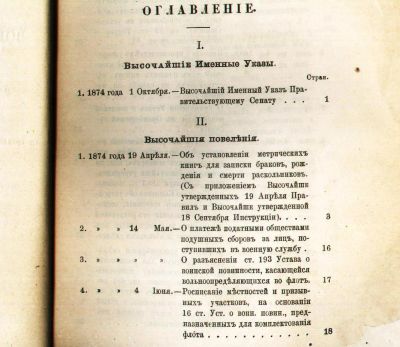 ОГЛАВЛЕНІЕ.
I.
Высочайшіе Именные Указы.
Стран.
1. 1874 года 1 Октября.—Высочайшій Именный Указъ Пра-
вительствующему Сенату . . . 1
II.
Высочайшія повелѣнія.
1. 1874 года 19 Апрѣля.—Объ установленіи метрическихъ
книгъ для записки браковъ, рожде-
нія и смерти раскольниковъ.
(Съ приложеніемъ Высочайше
утвержденныхъ 19 Апрѣля Пра-
вилъ и Высочайше утвержденной
18 Сентября Инструкціи). . . . 3
2. » » 14 Мая.—О платежѣ податными обществами
подушныхъ сборовъ за лицъ, пос-
тупившихъ въ военную службу . 16
3. » » » »—О разъясненіи ст. 193 Устава о
воинской повинности, касающейся
вольноопредѣляющихся во флотъ. 17
4. » » 4 Іюня.—Росписаніе мѣстностей и призыв-
ныхъ участковъ, на основаніи
16 ст. Уст. о воин. повин., пред-
назначенныхъ для комплектованія
флота . . . . . . . . . 18